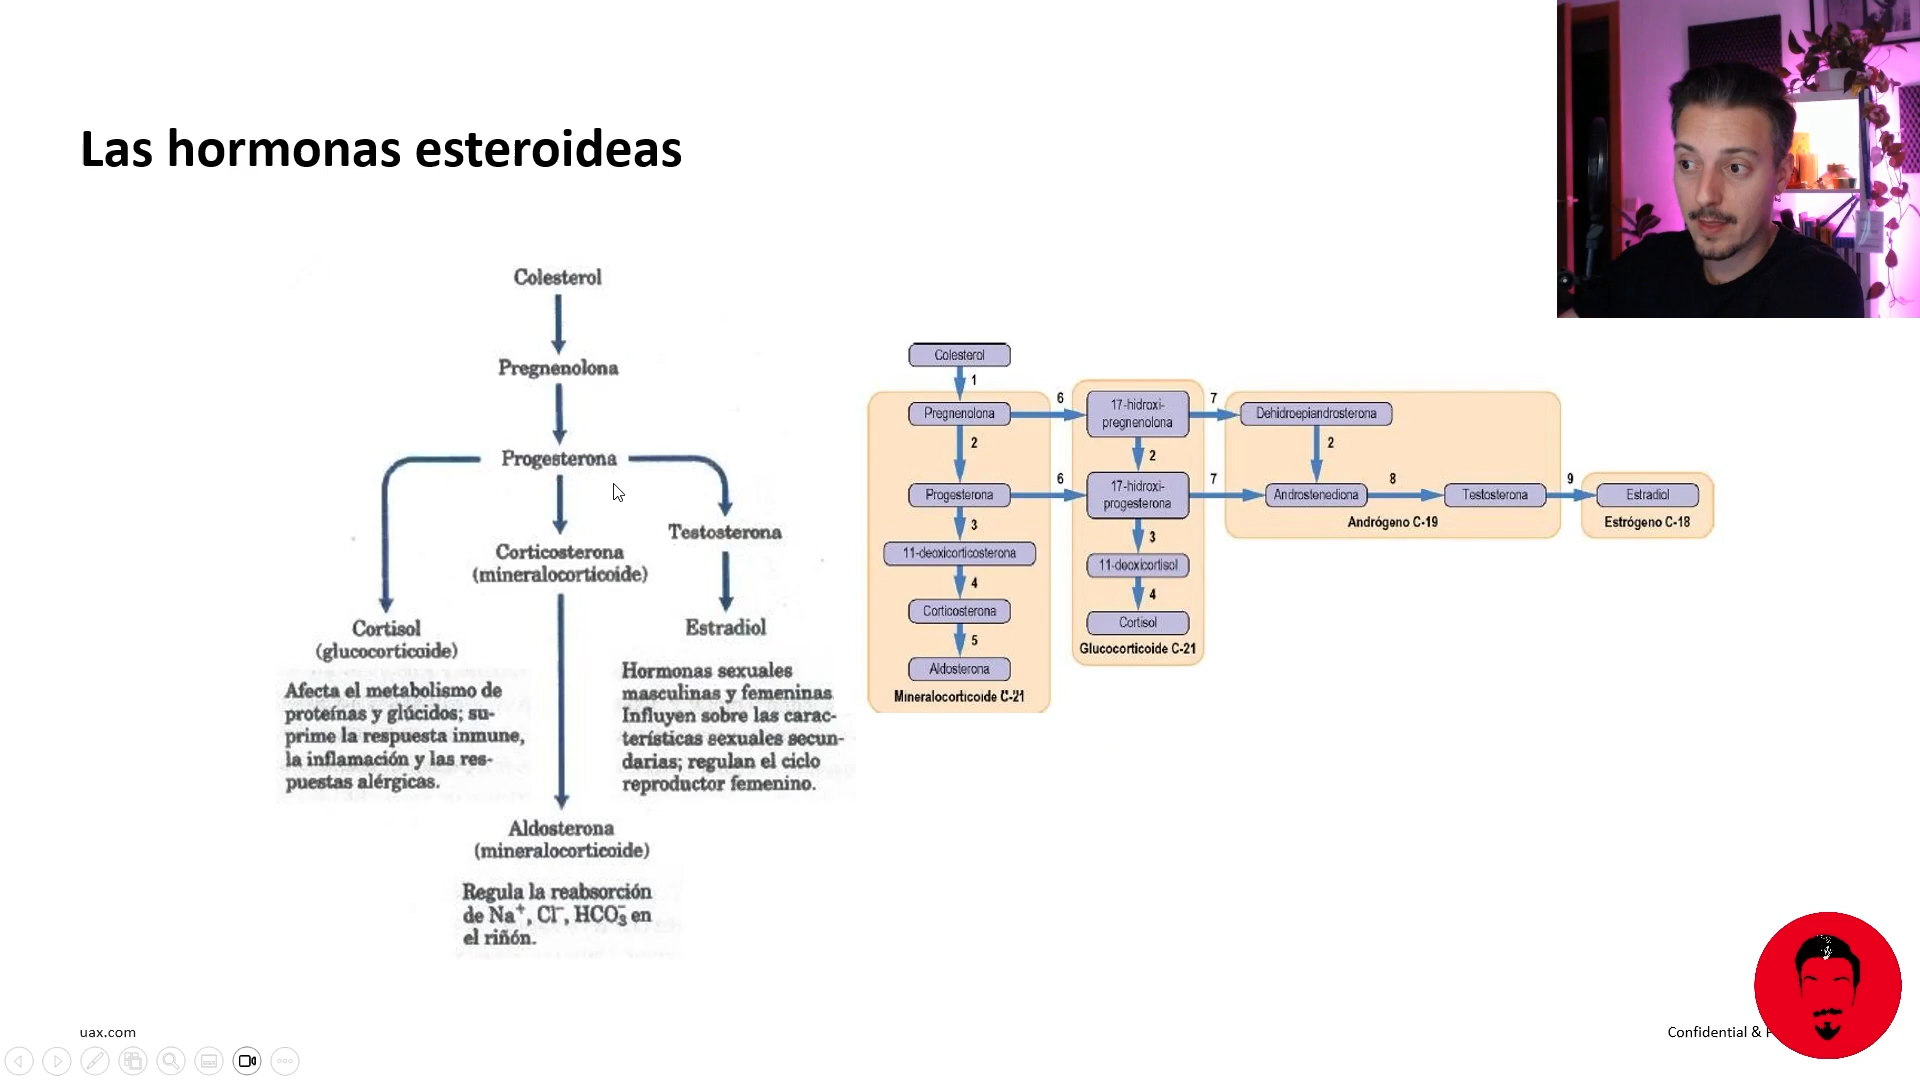 Las hormonas esteroideas
Colesterol
Pregnenolona
Progesterona
Testosterona
Corticosterona
(mineralocorticoide)
Cortisol
(glucocorticoide)
Estradiol
Afecta el metabolismo de
proteínas y glúcidos; su-
prime la respuesta inmune,
la inflamación y las res-
puestas alérgicas.
Hormonas sexuales
masculinas y femeninas
Influyen sobre las carac-
terísticas sexuales secun-
darias; regulan el ciclo
reproductor femenino.
Aldosterona
(mineralocorticoide)
Regula la reabsorción
de Na⁺, Cl⁻, HCO₃⁻ en
el riñón.
Colesterol
1
Pregnenolona
6
17-hidroxi-
pregnenolona
7
Dehidroepiandrosterona
2
2
2
Progesterona
6
17-hidroxi-
progesterona
7
Androstenediona
8
Testosterona
9
Estradiol
Andrógeno C-19
Estrógeno C-18
3
3
11-deoxicorticosterona
11-deoxicortisol
4
4
Corticosterona
Cortisol
5
Glucocorticoide C-21
Aldosterona
Mineralocorticoide C-21
uax.com
Confidential &